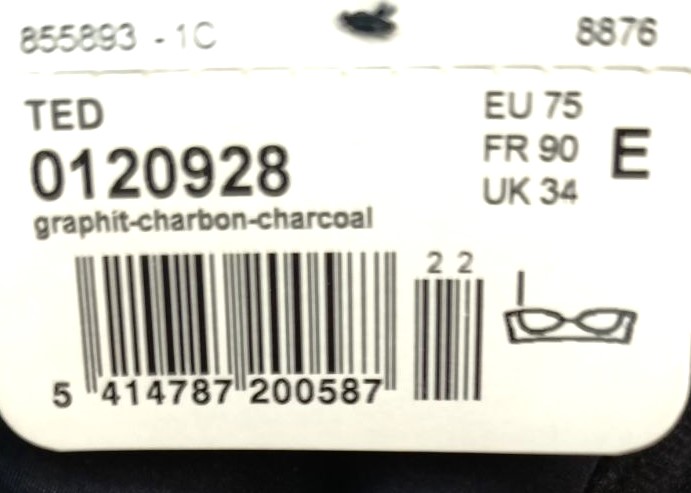 855893 - 1C 8876
TED
0120928
graphit-charbon-charcoal
EU 75
FR 90
UK 34
E
2 2
5 414787 200587